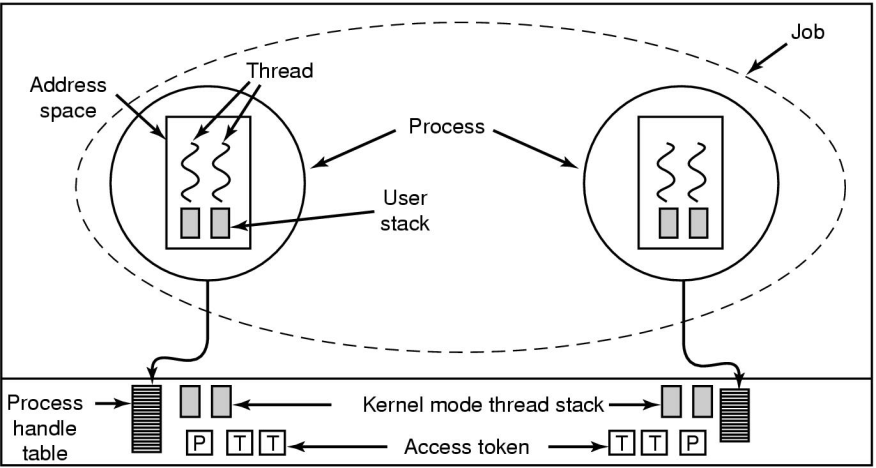 Job
Thread
Address
space
Process
User
stack
Process
handle
table
Kernel mode thread stack
P T T
Access token
T T P